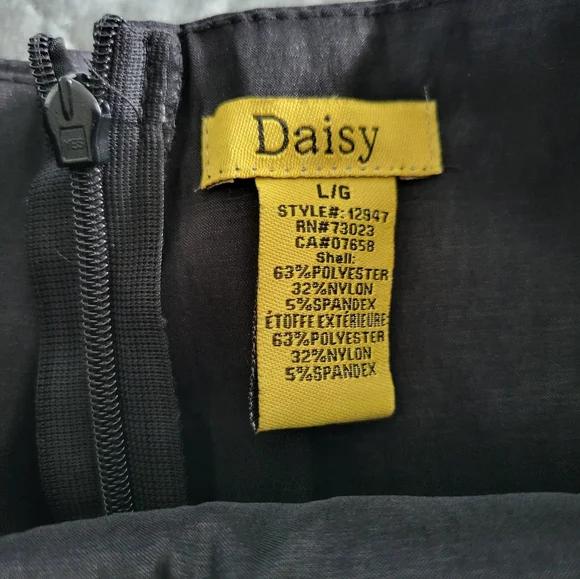 Daisy
L/G
STYLE#: 12947
RN#73023
CA#07658
Shell:
63%POLYESTER
32%NYLON
5%SPANDEX
ÉTOFFE EXTÉRIEURE:
63%POLYESTER
32%NYLON
5%SPANDEX